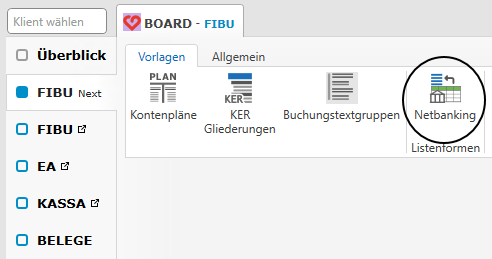 Klient wählen
BOARD - FIBU
Überblick
FIBU Next
FIBU
EA
KASSA
BELEGE
Vorlagen
Allgemein
PLAN
Kontenpläne
KER
KER
Gliederungen
Buchungstextgruppen
Netbanking
Listenformen